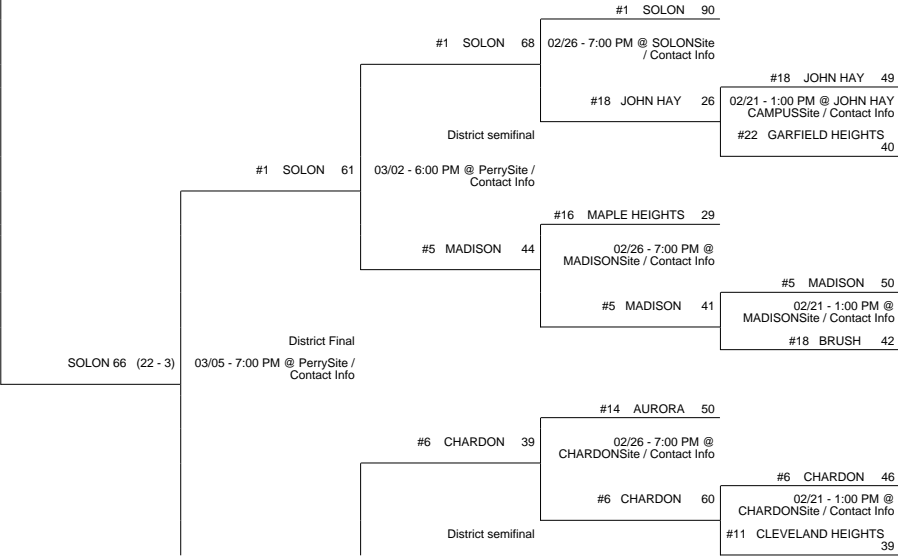 #1 SOLON 90
#1 SOLON 68
02/26 - 7:00 PM @ SOLONSite
/ Contact Info
#18 JOHN HAY 49
#18 JOHN HAY 26
02/21 - 1:00 PM @ JOHN HAY
CAMPUSSite / Contact Info
District semifinal
#22 GARFIELD HEIGHTS
40
#1 SOLON 61
03/02 - 6:00 PM @ PerrySite /
Contact Info
#16 MAPLE HEIGHTS 29
#5 MADISON 44
02/26 - 7:00 PM @
MADISONSite / Contact Info
#5 MADISON 50
#5 MADISON 41
02/21 - 1:00 PM @
MADISONSite / Contact Info
District Final
#18 BRUSH 42
SOLON 66 (22 - 3)
03/05 - 7:00 PM @ PerrySite /
Contact Info
#14 AURORA 50
#6 CHARDON 39
02/26 - 7:00 PM @
CHARDONSite / Contact Info
#6 CHARDON 46
#6 CHARDON 60
02/21 - 1:00 PM @
CHARDONSite / Contact Info
District semifinal
#11 CLEVELAND HEIGHTS
39